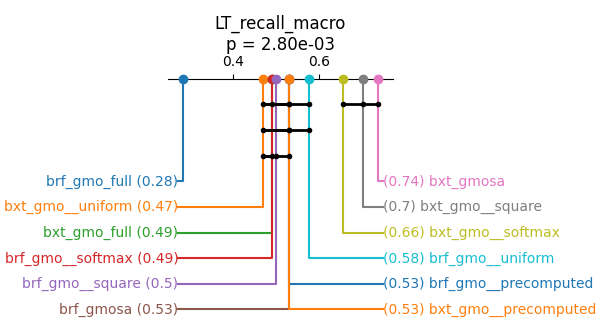 LT_recall_macro
p = 2.80e-03
0.4 0.6
brf_gmo_full (0.28)
(0.74) bxt_gmosa
bxt_gmo__uniform (0.47)
(0.7) bxt_gmo__square
bxt_gmo_full (0.49)
(0.66) bxt_gmo__softmax
brf_gmo__softmax (0.49)
(0.58) brf_gmo__uniform
brf_gmo__square (0.5)
(0.53) brf_gmo__precomputed
brf_gmosa (0.53)
(0.53) bxt_gmo__precomputed